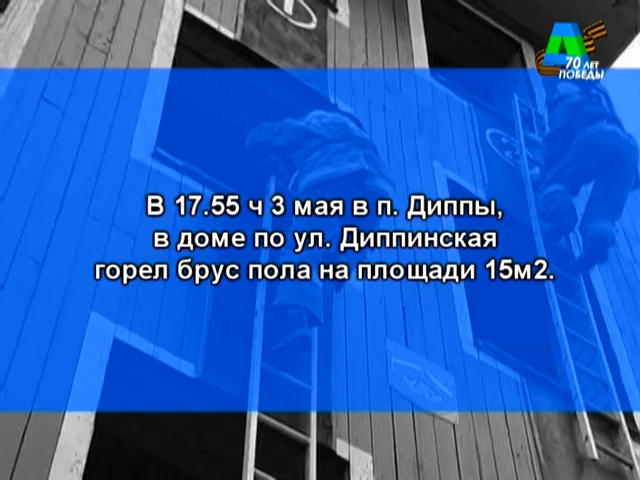 70 ЛЕТ
ПОБЕДЫ
В 17.55 ч 3 мая в п. Диппы,
в доме по ул. Диппинская
горел брус пола на площади 15м2.